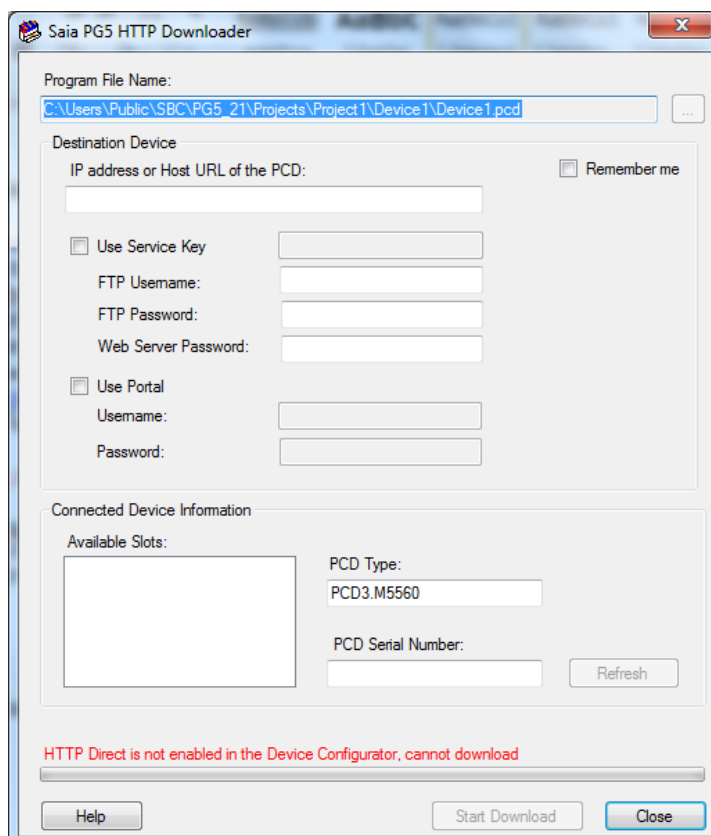 Saia PG5 HTTP Downloader
Program File Name:
C:\Users\Public\SBC\PG5_21\Projects\Project1\Device1\Device1.pcd
...
Destination Device
IP address or Host URL of the PCD:
Remember me
Use Service Key
FTP Username:
FTP Password:
Web Server Password:
Use Portal
Username:
Password:
Connected Device Information
Available Slots:
PCD Type:
PCD3.M5560
PCD Serial Number:
Refresh
HTTP Direct is not enabled in the Device Configurator, cannot download
Help
Start Download
Close